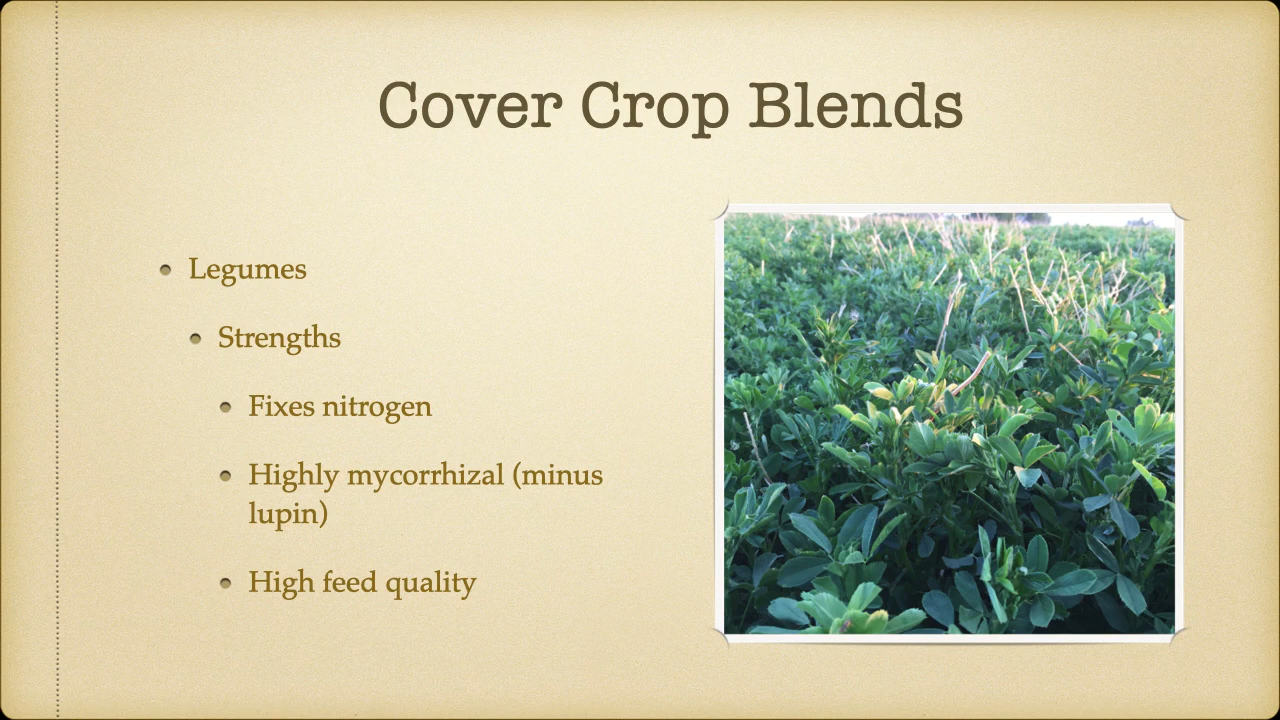 Cover Crop Blends
Legumes
Strengths
Fixes nitrogen
Highly mycorrhizal (minus
lupin)
High feed quality